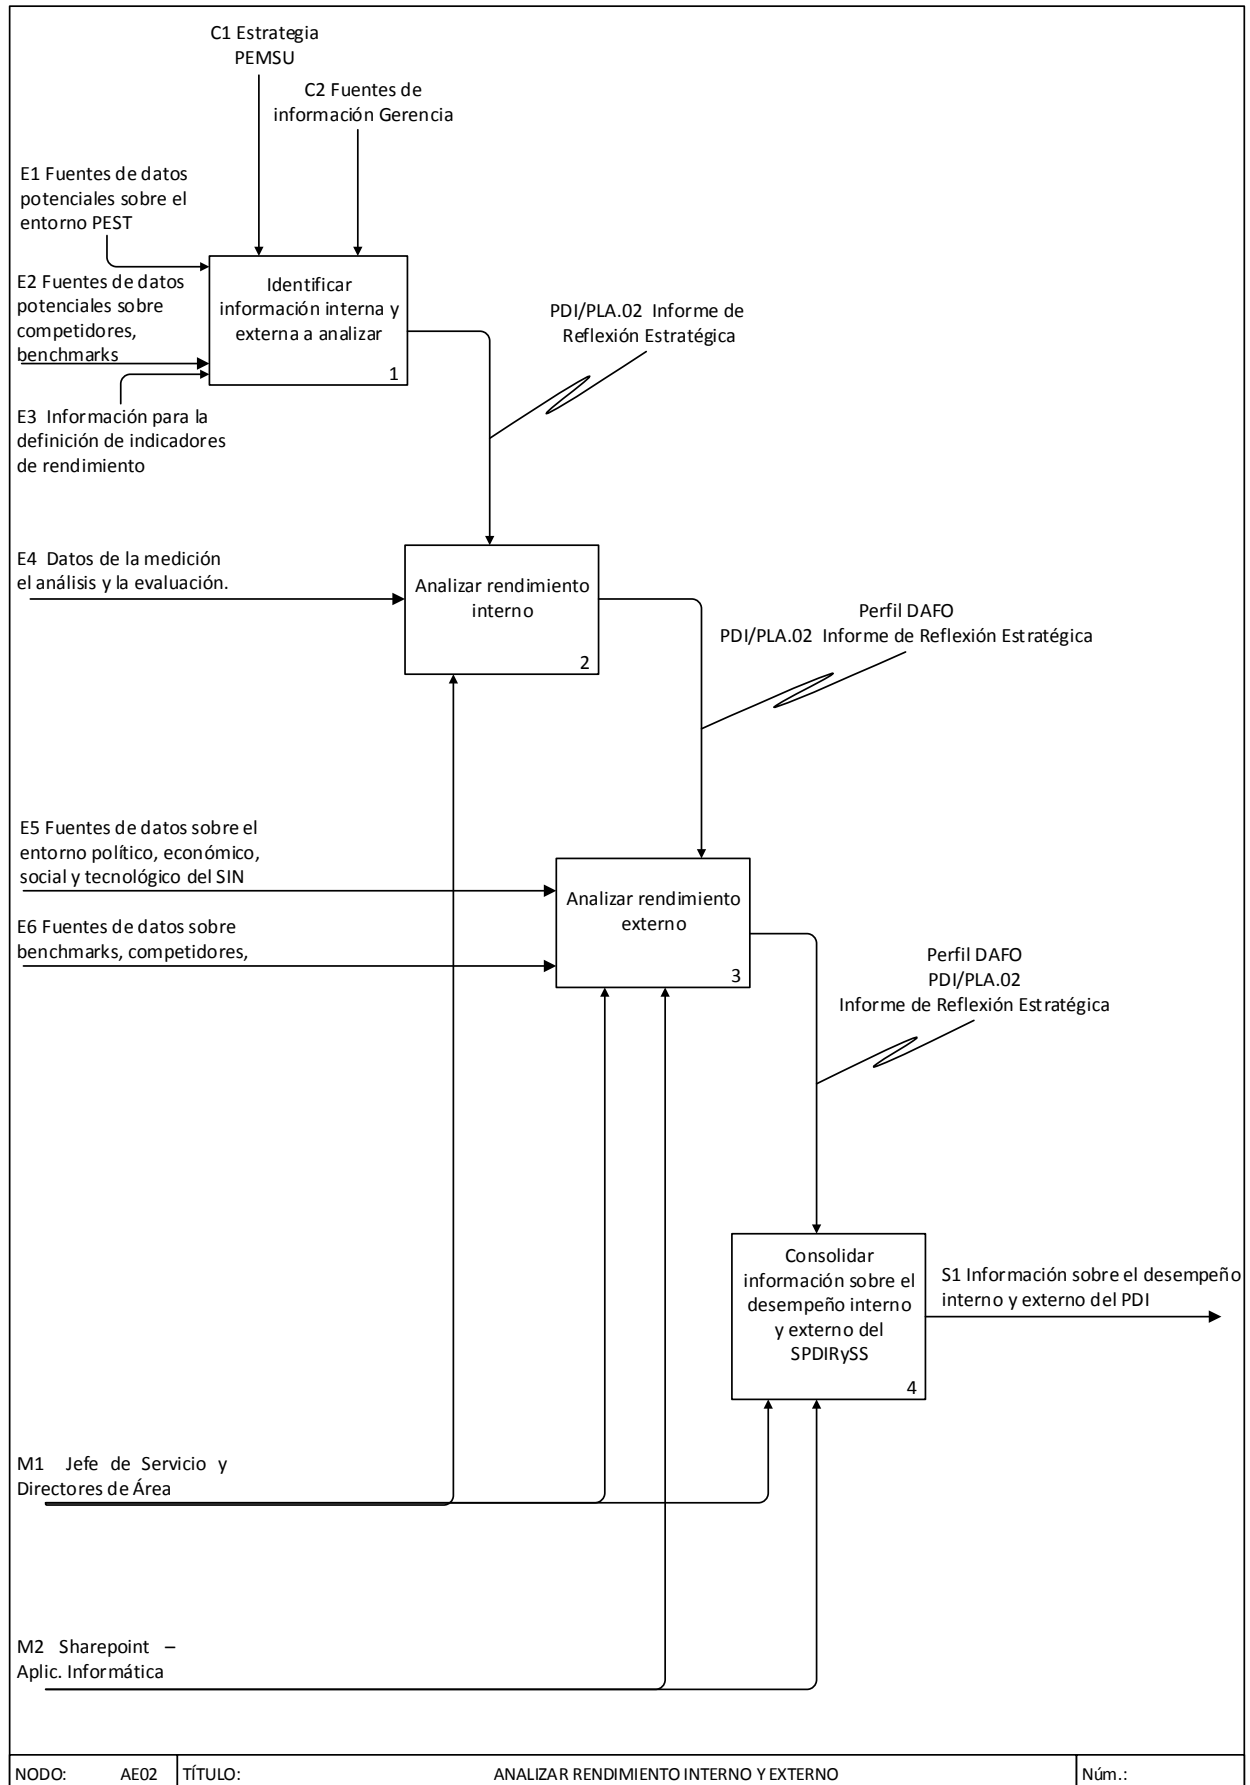 C1 Estrategia
PEMSU
C2 Fuentes de
información Gerencia
E1 Fuentes de datos
potenciales sobre el
entorno PEST
E2 Fuentes de datos
potenciales sobre
competidores,
benchmarks
Identificar
información interna y
externa a analizar
1
E3 Información para la
definición de indicadores
de rendimiento
PDI/PLA.02 Informe de
Reflexión Estratégica
E4 Datos de la medición
el análisis y la evaluación.
Analizar rendimiento
interno
2
Perfil DAFO
PDI/PLA.02 Informe de Reflexión Estratégica
E5 Fuentes de datos sobre el
entorno político, económico,
social y tecnológico del SIN
E6 Fuentes de datos sobre
benchmarks, competidores,
Analizar rendimiento
externo
3
Perfil DAFO
PDI/PLA.02
Informe de Reflexión Estratégica
Consolidar
información sobre el
desempeño interno
y externo del
SPDIRySS
4
S1 Información sobre el desempeño
interno y externo del PDI
M1 Jefe de Servicio y
Directores de Área
M2 Sharepoint –
Aplic. Informática
NODO: AE02 TÍTULO: ANALIZAR RENDIMIENTO INTERNO Y EXTERNO Núm.: